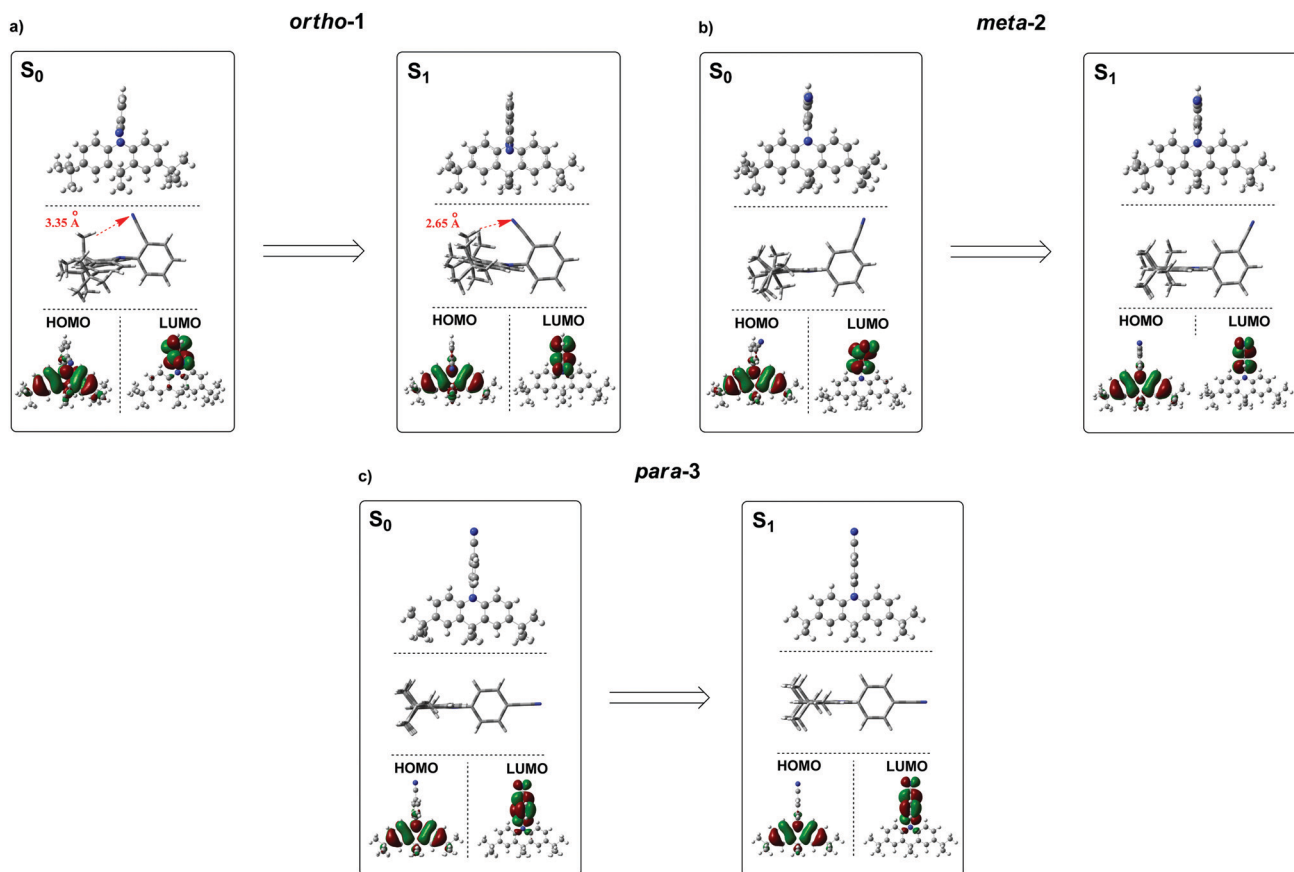 a)
ortho-1
S0
3.35 Å
HOMO
LUMO
S1
2.65 Å
HOMO
LUMO
b)
meta-2
S0
HOMO
LUMO
S1
HOMO
LUMO
c)
para-3
S0
HOMO
LUMO
S1
HOMO
LUMO